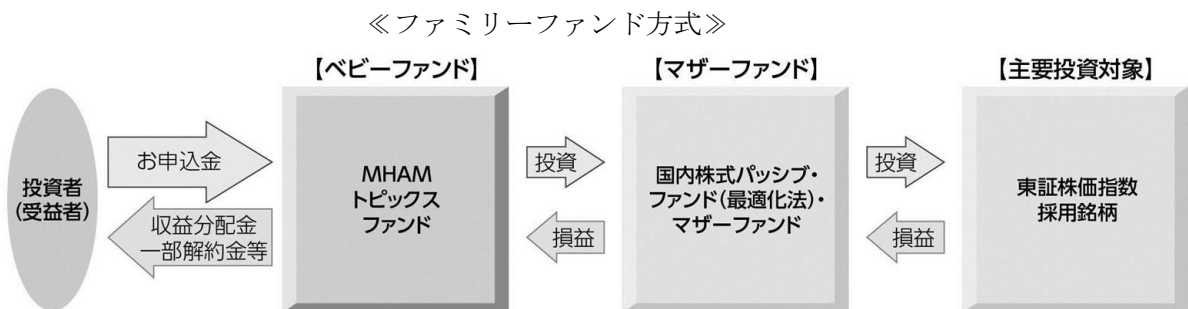 ≪ファミリーファンド方式≫
【ベビーファンド】
【マザーファンド】
【主要投資対象】
投資者
(受益者)
お申込金
収益分配金
一部解約金等
MHAM
トピックス
ファンド
投資
損益
国内株式パッシブ・
ファンド(最適化法)・
マザーファンド
投資
損益
東証株価指数
採用銘柄